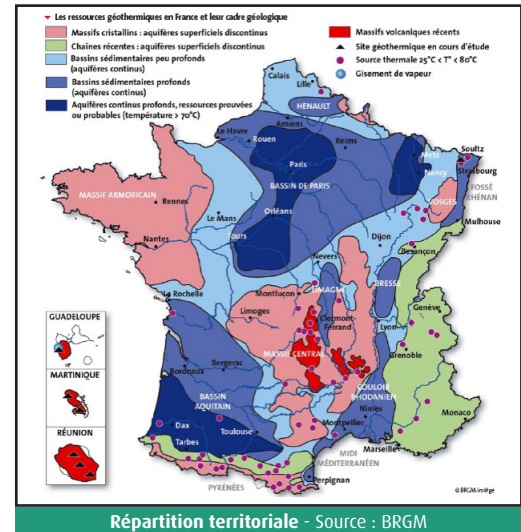 Les ressources géothermiques en France et leur cadre géologique
Massifs cristallins : aquifères superficiels discontinus
Chaînes récentes : aquifères superficiels discontinus
Bassins sédimentaires peu profonds
(aquifères continus)
Bassins sédimentaires profonds
(aquifères continus)
Aquifères continus profonds, ressources prouvées
ou probables (température > 70°C)
Massifs volcaniques récents
Site géothermique en cours d'étude
Source thermale 25°C < T° < 80°C
Gisement de vapeur
Calais
Lille
HENAULT
Amiens
Le Havre
Rouen
Reims
Metz
Soultz
Strasbourg
Nancy
Paris
BASSIN DE PARIS
FOSSÉ
RHÉNAN
VOSGES
MASSIF ARMORICAIN
Rennes
Le Mans
Orléans
Mulhouse
Tours
Dijon
Nantes
Besançon
Nevers
BRESSE
La Rochelle
Montluçon
LIMAGNE
Genève
GUADELOUPE
Limoges
Clermont-
Ferrand
Lyon
MASSIF CENTRAL
Grenoble
MARTINIQUE
Bergerac
Bordeaux
COULOIR
RHODANIEN
BASSIN
AQUITAIN
Nimles
Monaco
RÉUNION
Dax
Toulouse
Montpellier
Tarbes
Marseille
MIDI
MÉDITERRANÉEN
Perpignan
PYRÉNÉES
© BRGM im@gé
Répartition territoriale - Source : BRGM